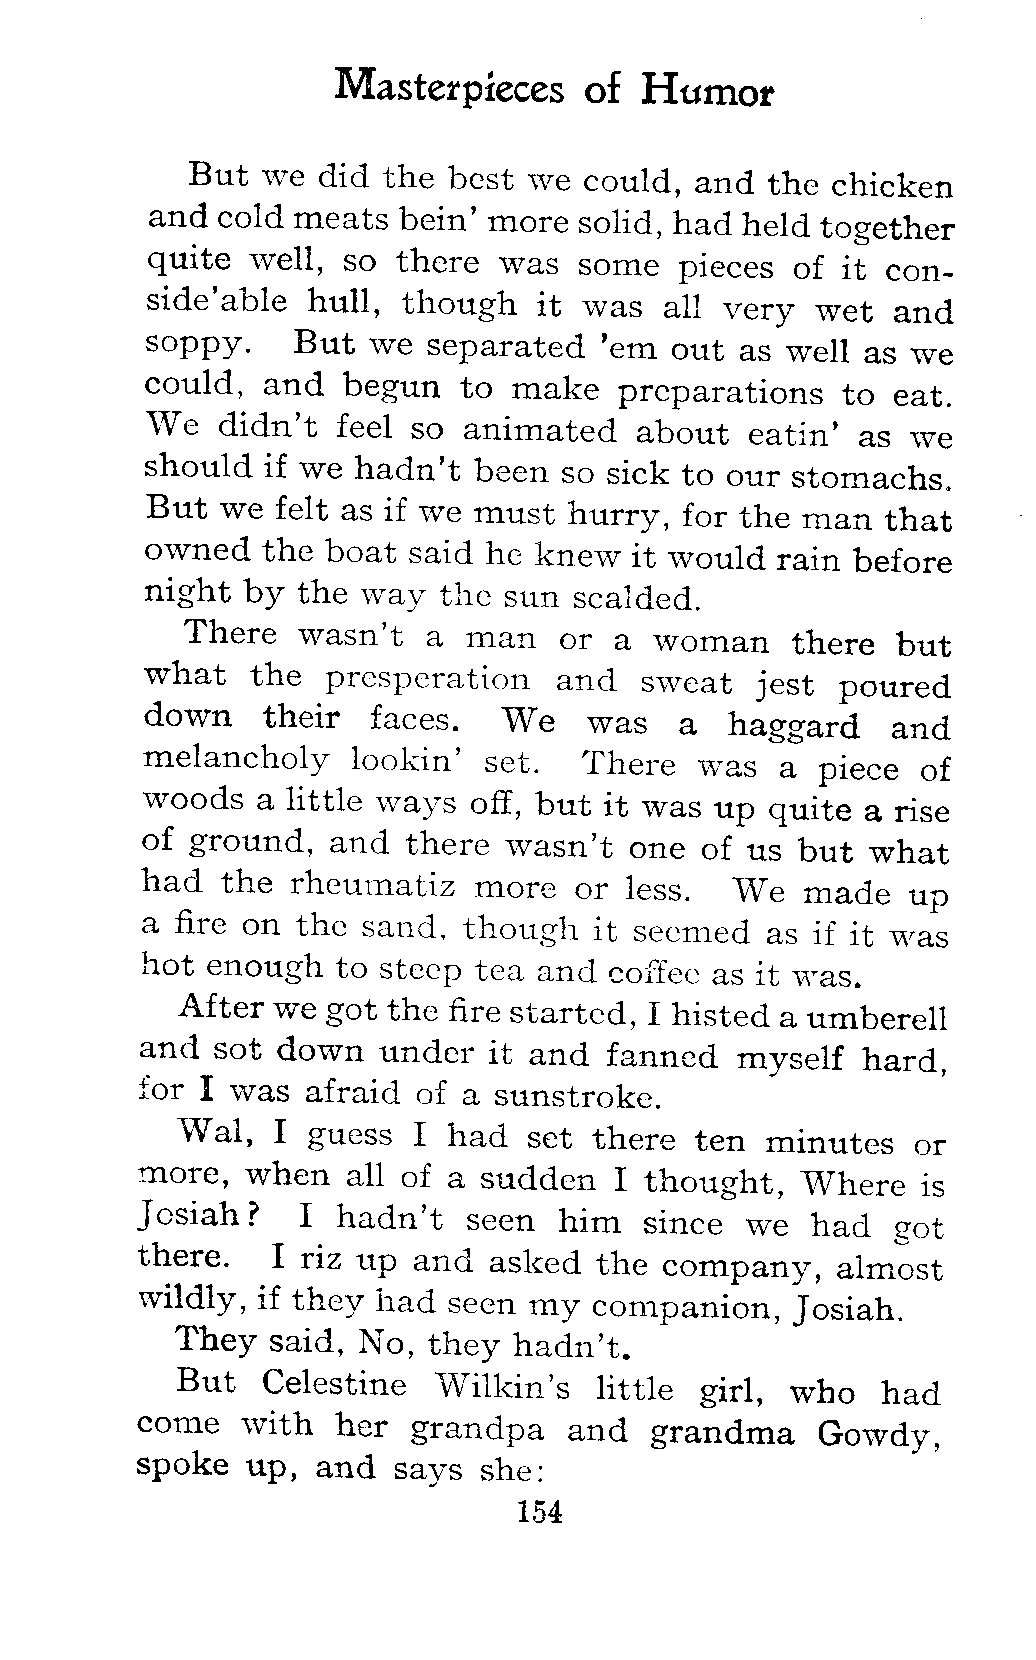 Masterpieces of Humor
But we did the best we could, and the chicken
and cold meats bein' more solid, had held together
quite well, so there was some pieces of it con-
side'able hull, though it was all very wet and
soppy. But we separated 'em out as well as we
could, and begun to make preparations to eat.
We didn't feel so animated about eatin' as we
should if we hadn't been so sick to our stomachs.
But we felt as if we must hurry, for the man that
owned the boat said he knew it would rain before
night by the way the sun scalded.
There wasn't a man or a woman there but
what the presperation and sweat jest poured
down their faces. We was a haggard and
melancholy lookin' set. There was a piece of
woods a little ways off, but it was up quite a rise
of ground, and there wasn't one of us but what
had the rheumatiz more or less. We made up
a fire on the sand, though it seemed as if it was
hot enough to steep tea and coffee as it was.
After we got the fire started, I histed a umberell
and sot down under it and fanned myself hard,
for I was afraid of a sunstroke.
Wal, I guess I had set there ten minutes or
more, when all of a sudden I thought, Where is
Josiah? I hadn't seen him since we had got
there. I riz up and asked the company, almost
wildly, if they had seen my companion, Josiah.
They said, No, they hadn't.
But Celestine Wilkin's little girl, who had
come with her grandpa and grandma Gowdy,
spoke up, and says she:
154